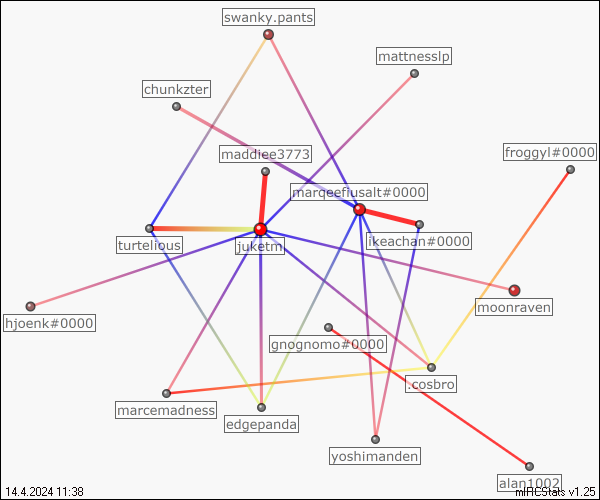 swanky.pants
mattnesslp
chunkzter
maddiee3773
froggyl#0000
marqeefiusalt#0000
turtelious
juketm
ikeachan#0000
moonraven
hjoenk#0000
gnognomo#0000
.cosbro
marcemadness
edgepanda
yoshimanden
alan1002
14.4.2024 11:38
mIRCStats v1.25